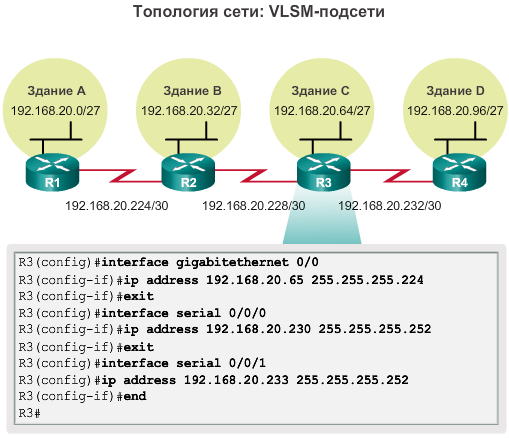 Топология сети: VLSM-подсети
Здание A
192.168.20.0/27
Здание B
192.168.20.32/27
Здание C
192.168.20.64/27
Здание D
192.168.20.96/27
R1
R2
R3
R4
192.168.20.224/30
192.168.20.228/30
192.168.20.232/30
R3(config)#interface gigabitethernet 0/0
R3(config-if)#ip address 192.168.20.65 255.255.255.224
R3(config-if)#exit
R3(config)#interface serial 0/0/0
R3(config-if)#ip address 192.168.20.230 255.255.255.252
R3(config-if)#exit
R3(config)#interface serial 0/0/1
R3(config-if)#ip address 192.168.20.233 255.255.255.252
R3(config-if)#end
R3#